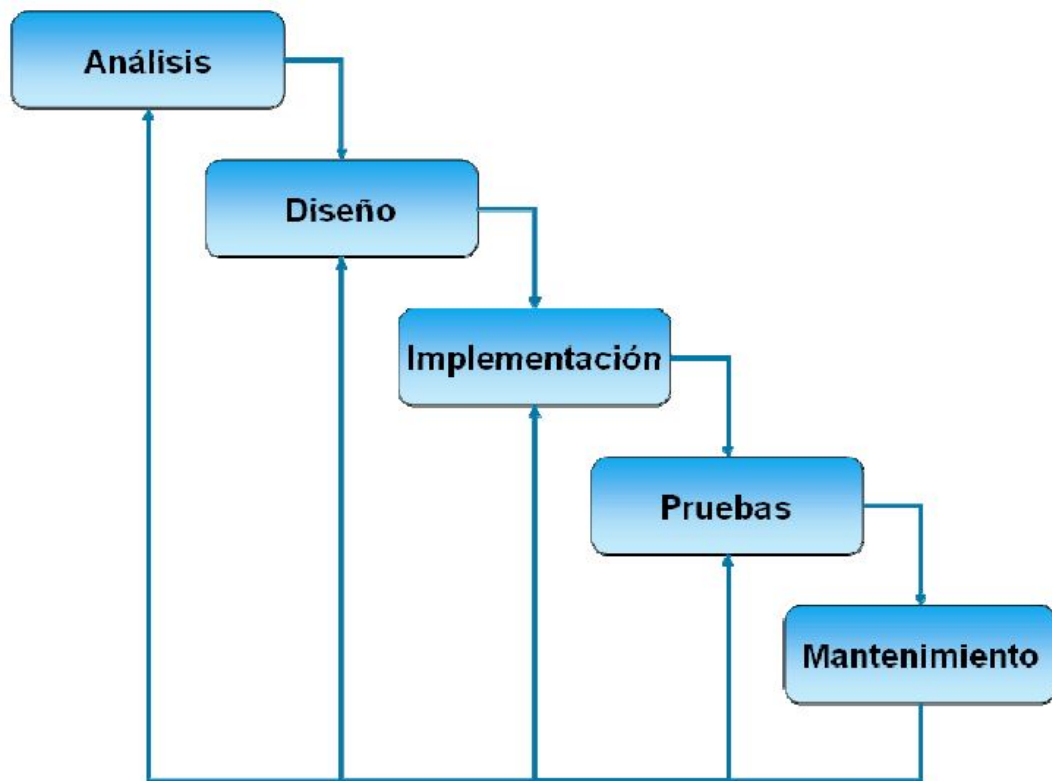 Análisis
Diseño
Implementación
Pruebas
Mantenimiento